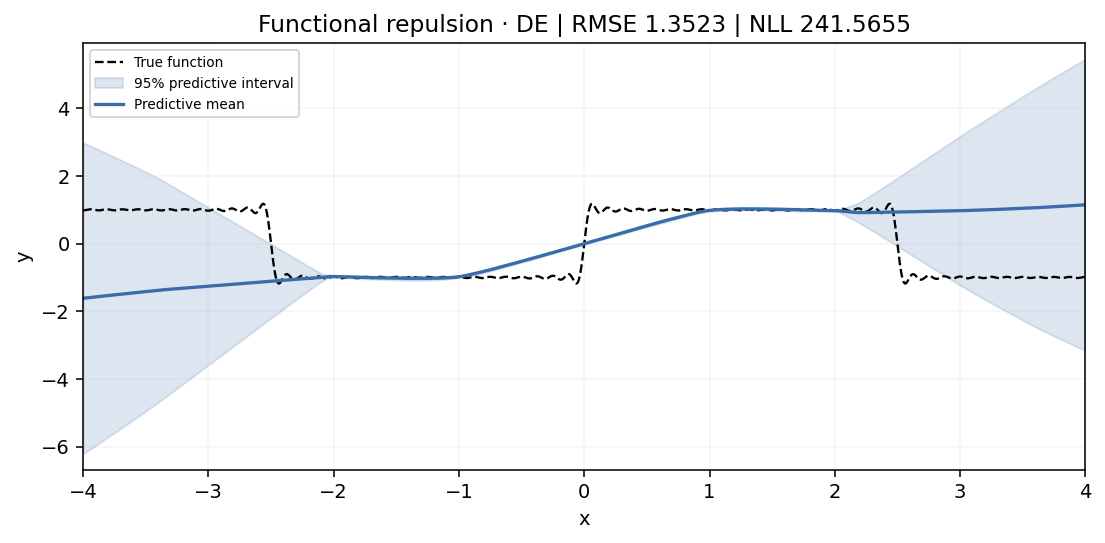 Functional repulsion · DE | RMSE 1.3523 | NLL 241.5655
True function
95% predictive interval
Predictive mean
y
4
2
0
−2
−4
−6
−4 −3 −2 −1 0 1 2 3 4
x